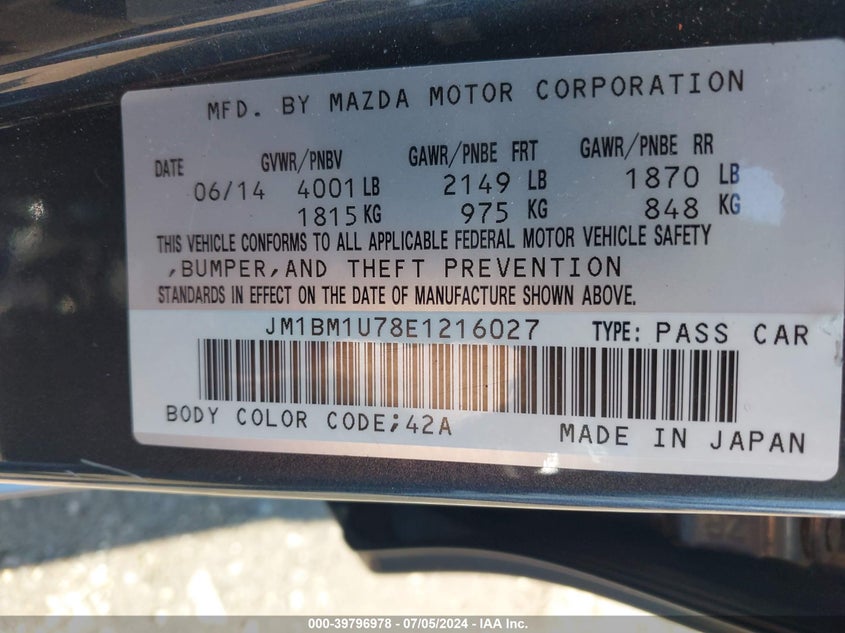 MFD. BY MAZDA MOTOR CORPORATION
DATE GVWR/PNBV GAWR/PNBE FRT GAWR/PNBE RR
06/14 4001 LB 2149 LB 1870 LB
1815 KG 975 KG 848 KG
THIS VEHICLE CONFORMS TO ALL APPLICABLE FEDERAL MOTOR VEHICLE SAFETY
,BUMPER,AND THEFT PREVENTION
STANDARDS IN EFFECT ON THE DATE OF MANUFACTURE SHOWN ABOVE.
JM1BM1U78E1216027 TYPE: PASS CAR
BODY COLOR CODE;42A
MADE IN JAPAN
000-39796978 - 07/05/2024 - IAA Inc.